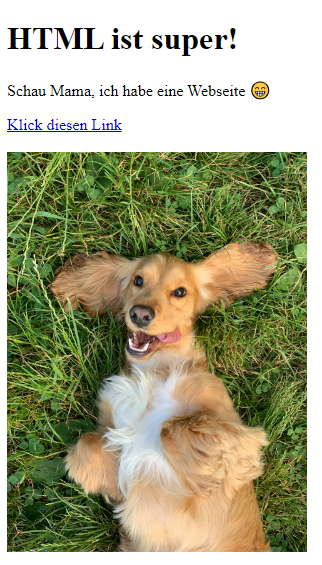 HTML ist super!
Schau Mama, ich habe eine Webseite 😁
Klick diesen Link